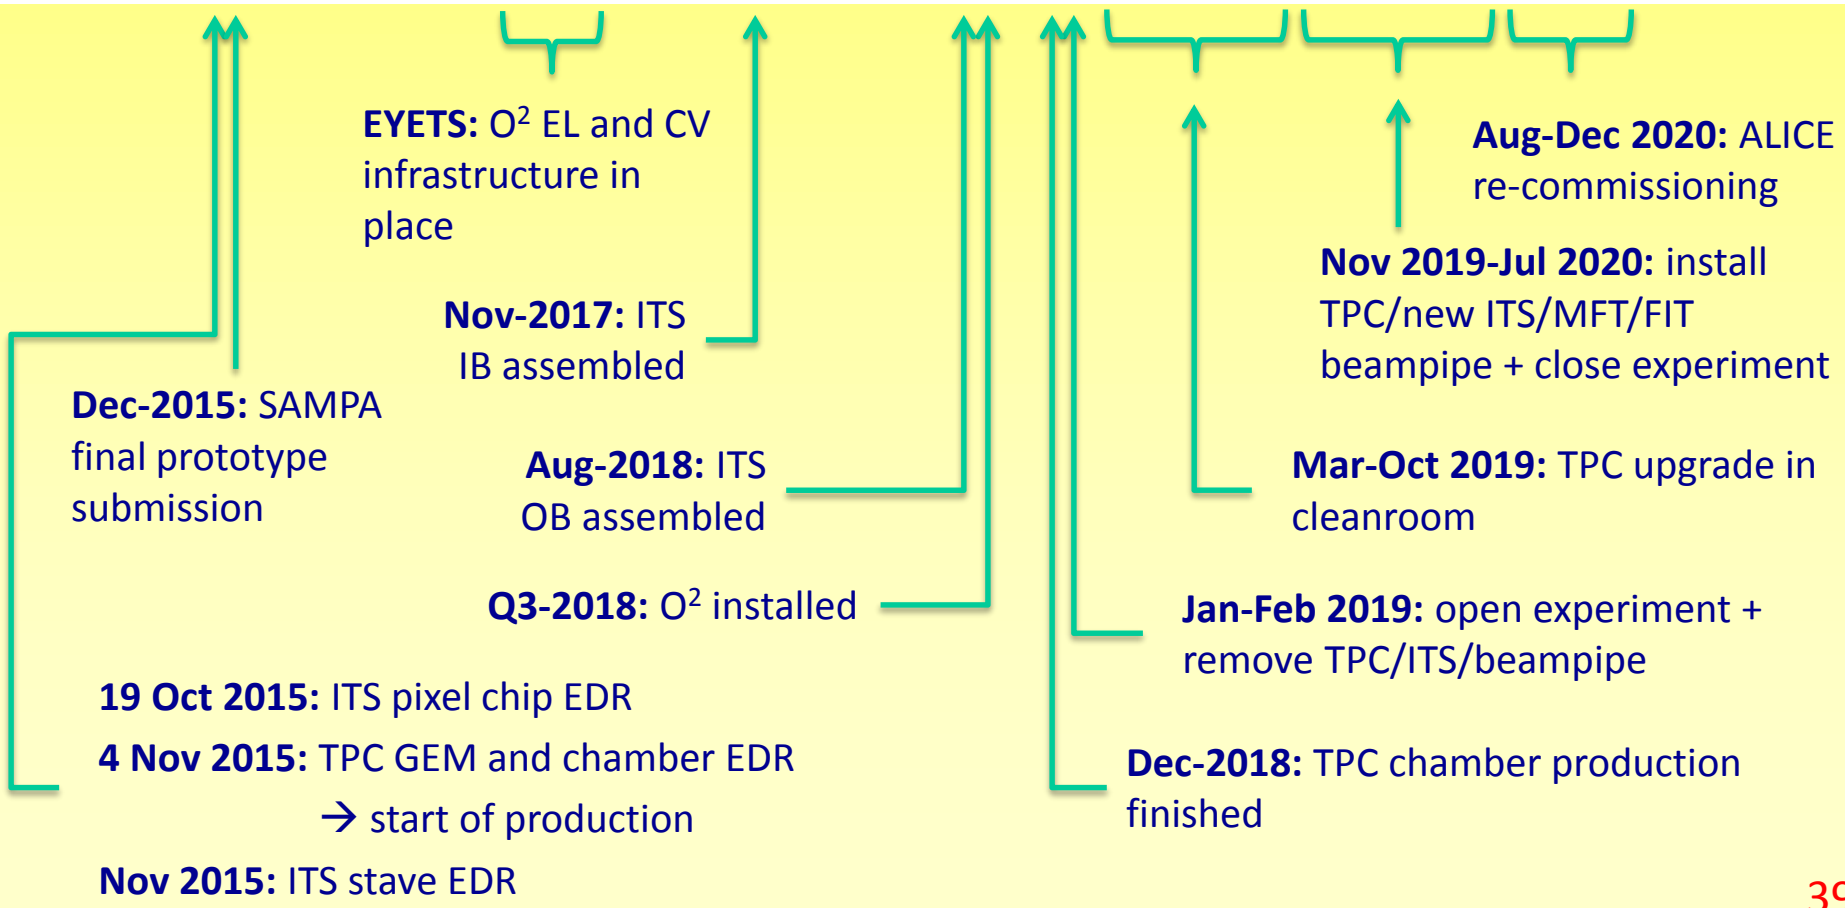 EYETS: O² EL and CV
infrastructure in
place
Aug-Dec 2020: ALICE
re-commissioning
Nov 2019-Jul 2020: install
TPC/new ITS/MFT/FIT
beampipe + close experiment
Nov-2017: ITS
IB assembled
Dec-2015: SAMPA
final prototype
submission
Aug-2018: ITS
OB assembled
Mar-Oct 2019: TPC upgrade in
cleanroom
Q3-2018: O² installed
Jan-Feb 2019: open experiment +
remove TPC/ITS/beampipe
19 Oct 2015: ITS pixel chip EDR
4 Nov 2015: TPC GEM and chamber EDR
→ start of production
Nov 2015: ITS stave EDR
Dec-2018: TPC chamber production
finished
39